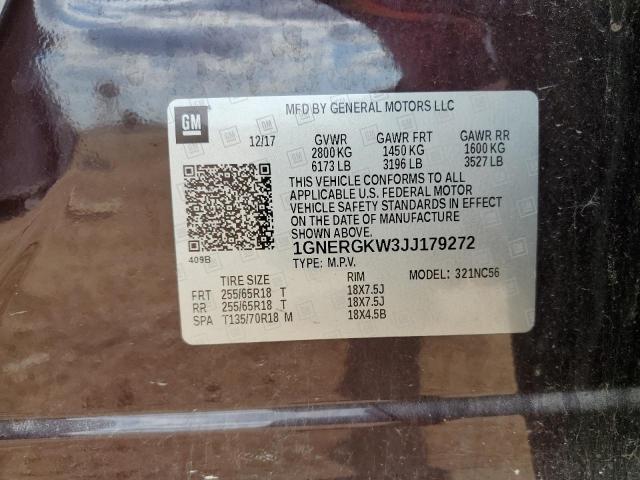 GM
MFD BY GENERAL MOTORS LLC
12/17 GVWR GAWR FRT GAWR RR
2800 KG 1450 KG 1600 KG
6173 LB 3196 LB 3527 LB
THIS VEHICLE CONFORMS TO ALL
APPLICABLE U.S. FEDERAL MOTOR
VEHICLE SAFETY STANDARDS IN EFFECT
ON THE DATE OF MANUFACTURE
SHOWN ABOVE.
1GNERGKW3JJ179272
409B TYPE: M.P.V.
TIRE SIZE RIM MODEL: 321NC56
FRT 255/65R18 T 18X7.5J
RR 255/65R18 T 18X7.5J
SPA T135/70R18 M 18X4.5B